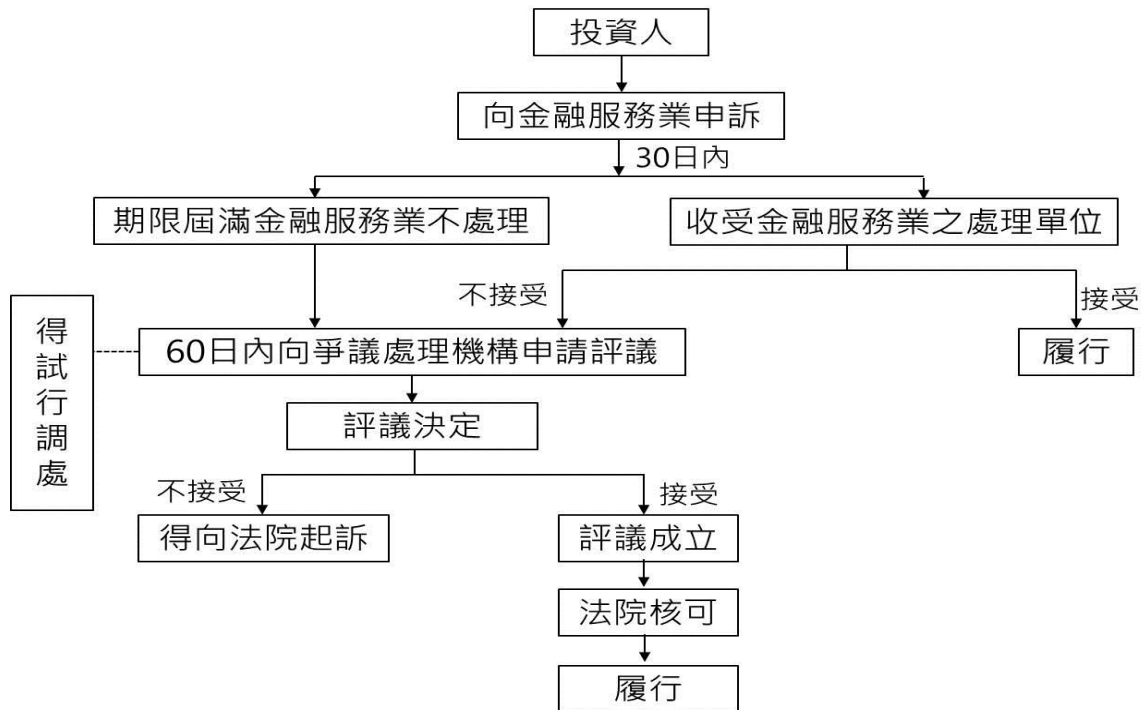 投資人
向金融服務業申訴
30日內
期限屆滿金融服務業不處理
收受金融服務業之處理單位
不接受
接受
得試行調處
60日內向爭議處理機構申請評議
履行
評議決定
不接受
接受
得向法院起訴
評議成立
法院核可
履行